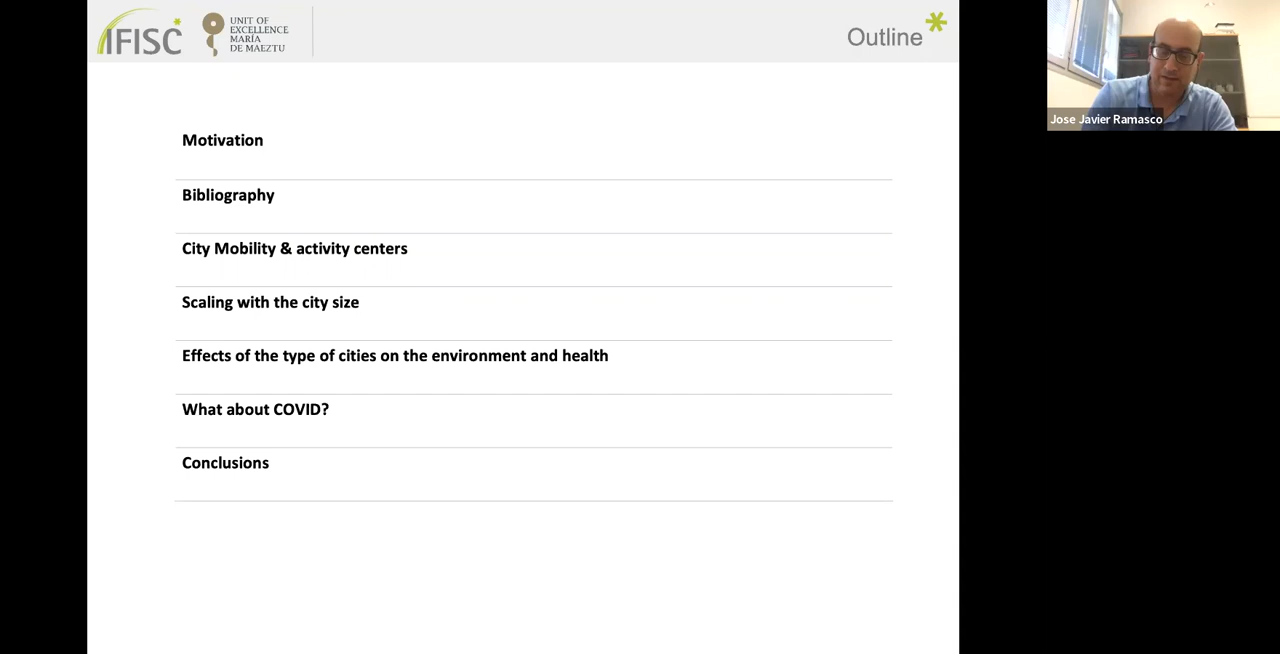 IFISC
UNIT OF
EXCELLENCE
MARÍA
DE MAEZTU
Outline
Jose Javier Ramasco
Motivation
Bibliography
City Mobility & activity centers
Scaling with the city size
Effects of the type of cities on the environment and health
What about COVID?
Conclusions